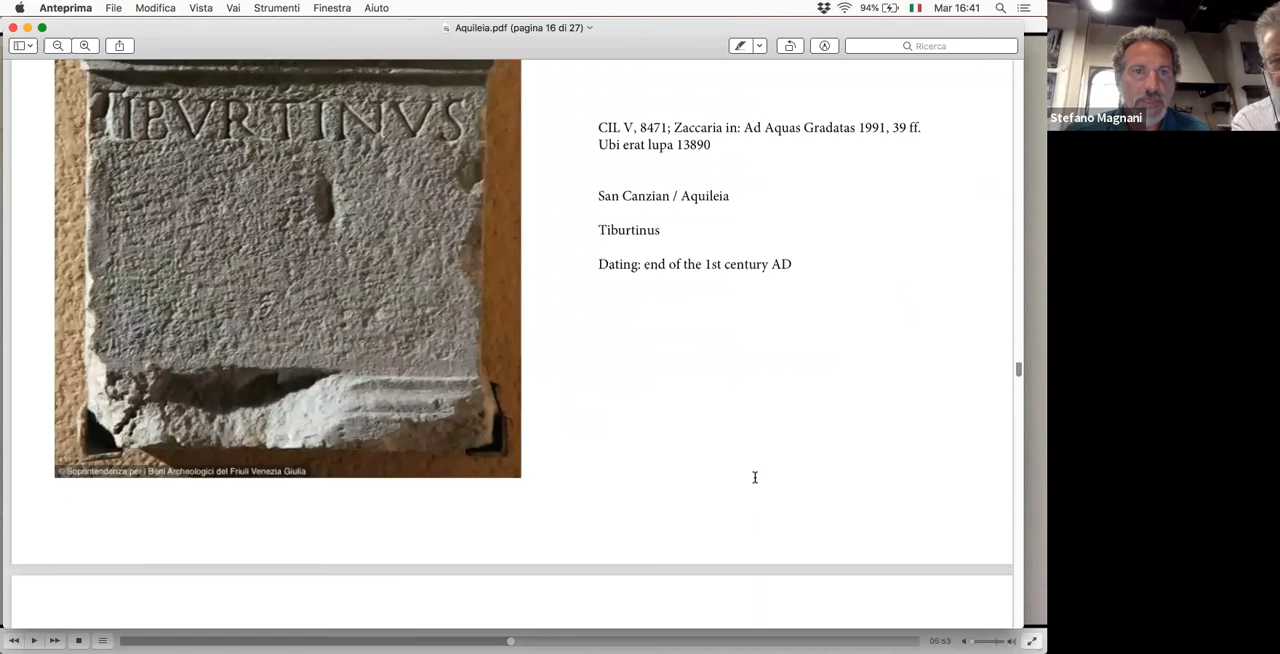 Anteprima File Modifica Vista Vai Strumenti Finestra Aiuto 94% Mar 16:41
Aquileia.pdf (pagina 16 di 27)
Ricerca
TIBVRTINVS
CIL V, 8471; Zaccaria in: Ad Aquas Gradatas 1991, 39 ff.
Ubi erat lupa 13890
San Canzian / Aquileia
Tiburtinus
Dating: end of the 1st century AD
© Soprintendenza per i Beni Archeologici del Friuli Venezia Giulia
Stefano Magnani
05:53